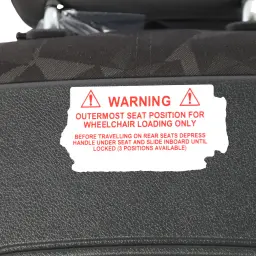 WARNING
OUTERMOST SEAT POSITION FOR
WHEELCHAIR LOADING ONLY
BEFORE TRAVELLING ON REAR SEATS DEPRESS
HANDLE UNDER SEAT AND SLIDE INBOARD UNTIL
LOCKED (3 POSITIONS AVAILABLE)